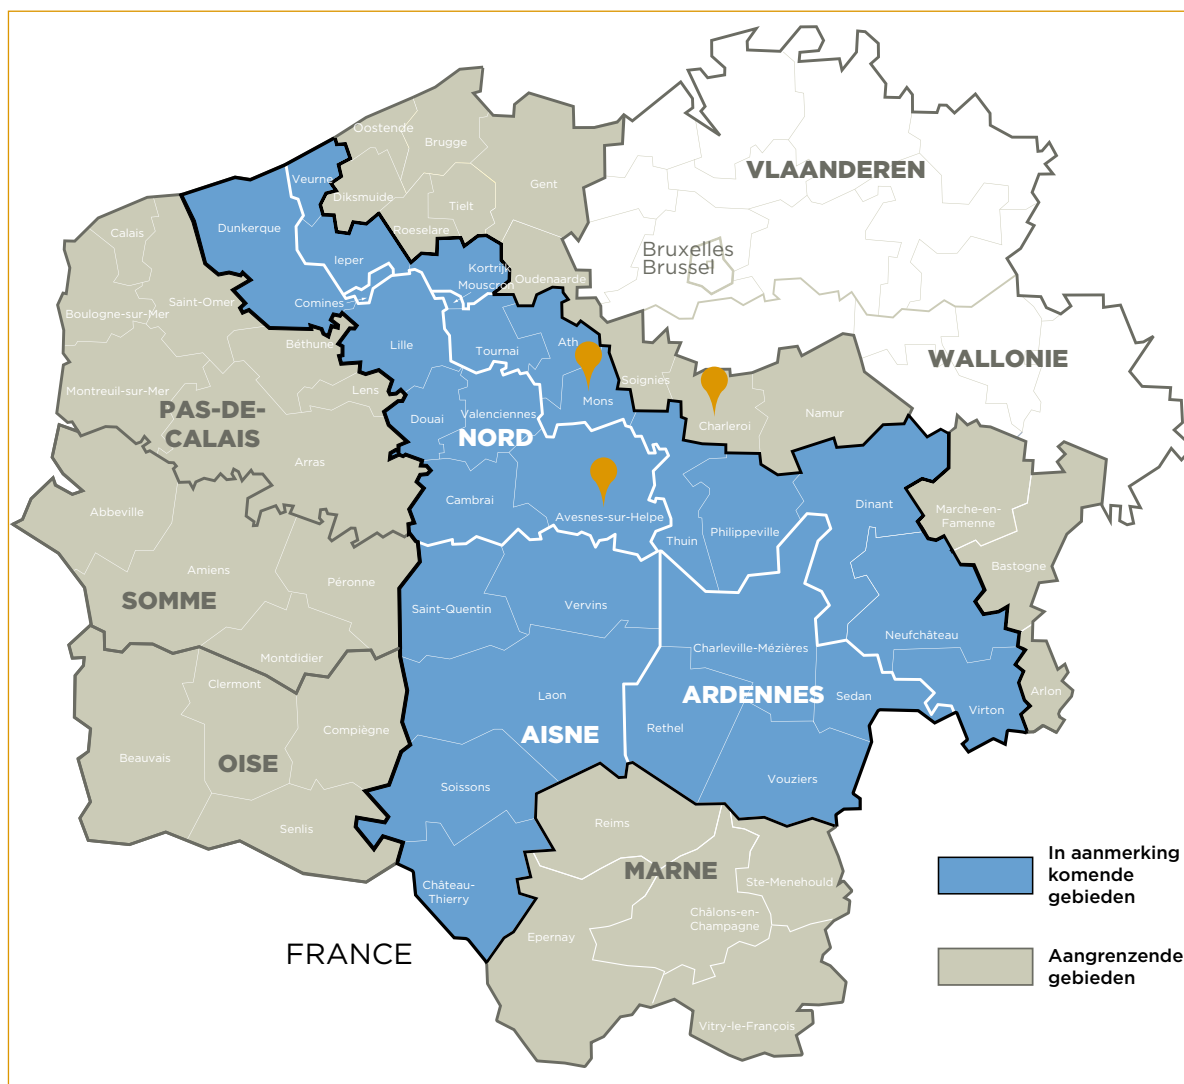 Oostende
Brugge
VLAANDEREN
Veurne
Diksmuide
Gent
Tielt
Dunkerque
Calais
Roeselare
Ieper
Bruxelles
Brussel
Kortrijk
Mouscron
Oudenaarde
Saint-Omer
Comines
Boulogne-sur-Mer
Béthune
Lille
Tournai
Ath
WALLONIE
Soignies
Montreuil-sur-Mer
Lens
PAS-DE-
CALAIS
Douai
Valenciennes
Mons
Charleroi
Namur
NORD
Arras
Cambrai
Avesnes-sur-Helpe
Abbeville
Thuin
Philippeville
Dinant
Marche-en-
Famenne
Bastogne
Amiens
Péronne
SOMME
Saint-Quentin
Vervins
Neufchâteau
Charleville-Mézières
Montdidier
Clermont
Laon
ARDENNES
Sedan
Arlon
Virton
Compiègne
Rethel
AISNE
Beauvais
OISE
Soissons
Vouziers
Senlis
Reims
MARNE
Ste-Menehould
Château-
Thierry
Châlons-en-
Champagne
Epernay
FRANCE
Vitry-le-François
In aanmerking
komende
gebieden
Aangrenzende
gebieden